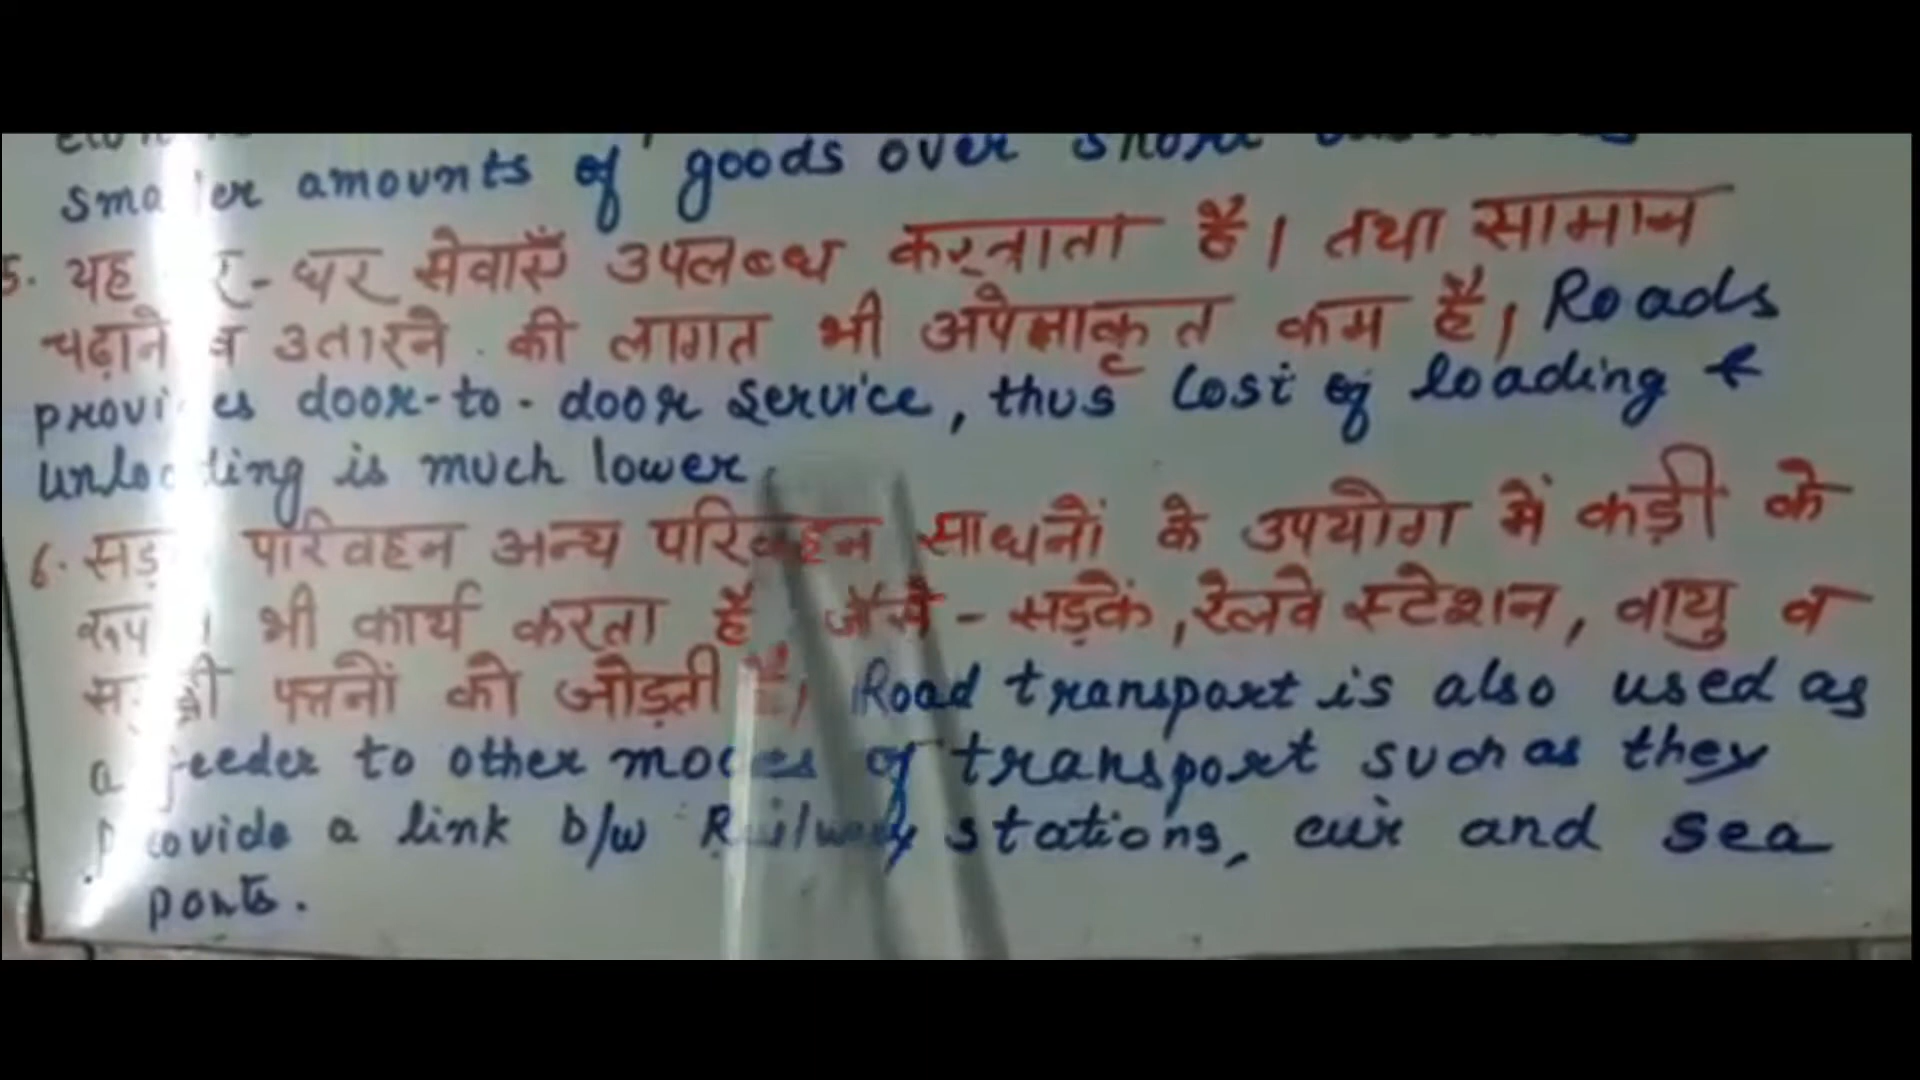 smaller amounts of goods over short
5. यह घर-घर सेवाएँ उपलब्ध करवाता है। तथा सामान
चढ़ाने व उतारने की लागत भी अपेक्षाकृत कम है। Roads
provides door-to-door service, thus cost of loading &
unloading is much lower.
6. सड़क परिवहन अन्य परिवहन साधनों के उपयोग में कड़ी के
रूप में भी कार्य करता है, जैसे - सड़कें, रेलवे स्टेशन, वायु व
समुद्री पत्तनों को जोड़ती हैं। Road transport is also used as
a feeder to other modes of transport such as they
provide a link b/w Railway stations, air and sea
ports.